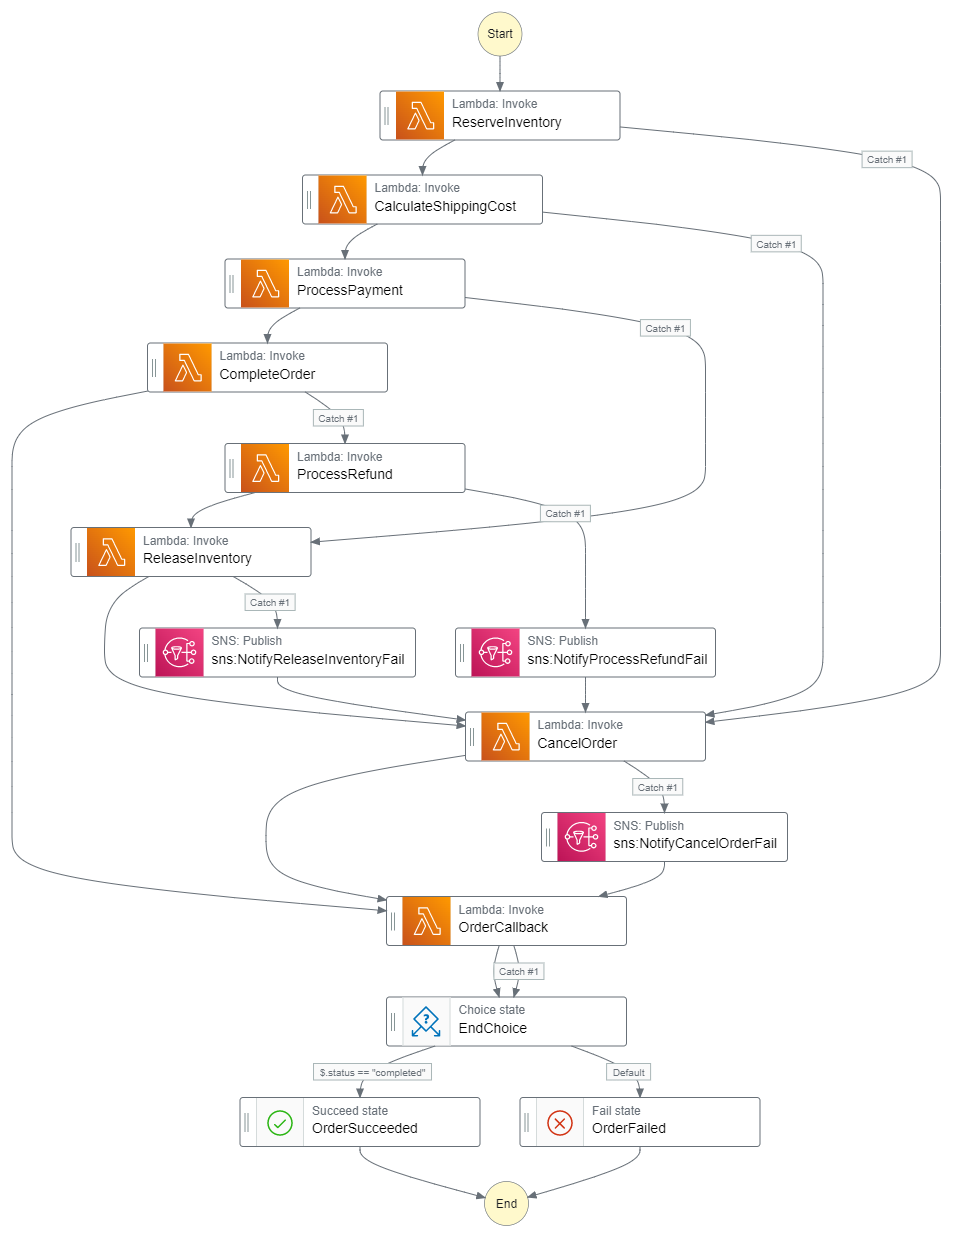 Start
Lambda: Invoke
ReserveInventory
Catch #1
Lambda: Invoke
CalculateShippingCost
Catch #1
Lambda: Invoke
ProcessPayment
Catch #1
Lambda: Invoke
CompleteOrder
Catch #1
Lambda: Invoke
ProcessRefund
Catch #1
Lambda: Invoke
ReleaseInventory
Catch #1
SNS: Publish
sns:NotifyReleaseInventoryFail
SNS: Publish
sns:NotifyProcessRefundFail
Lambda: Invoke
CancelOrder
Catch #1
SNS: Publish
sns:NotifyCancelOrderFail
Lambda: Invoke
OrderCallback
Catch #1
?
Choice state
EndChoice
$.status == "completed"
Default
Succeed state
OrderSucceeded
Fail state
OrderFailed
End